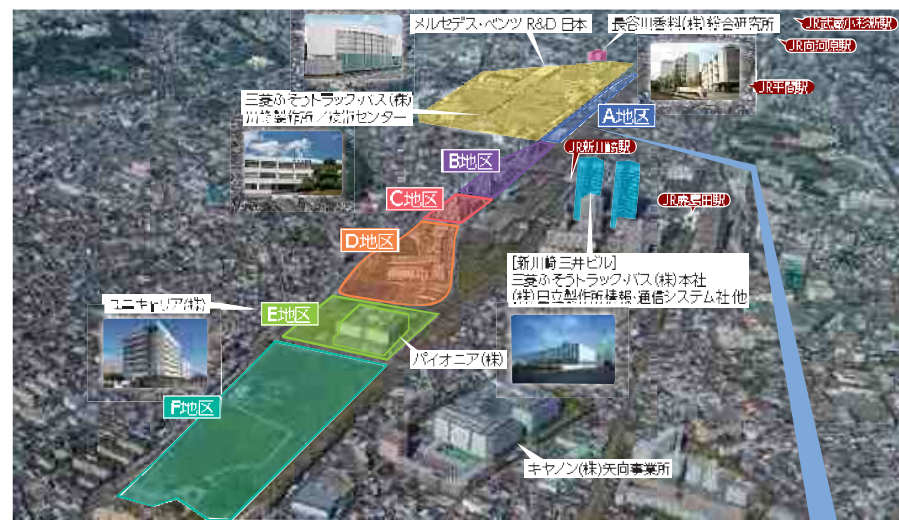 メルセデス・ベンツ R&D 日本
長谷川香料(株)総合研究所
JR武蔵小杉新駅
JR向河原駅
JR平間駅
三菱ふそうトラック・バス(株)
川崎製作所／技術センター
A地区
B地区
JR新川崎駅
C地区
JR鹿島田駅
D地区
[新川崎三井ビル]
三菱ふそうトラック・バス(株)本社
(株)日立製作所情報・通信システム社 他
ユニキャリア(株)
E地区
パイオニア(株)
F地区
キヤノン(株)矢向事業所